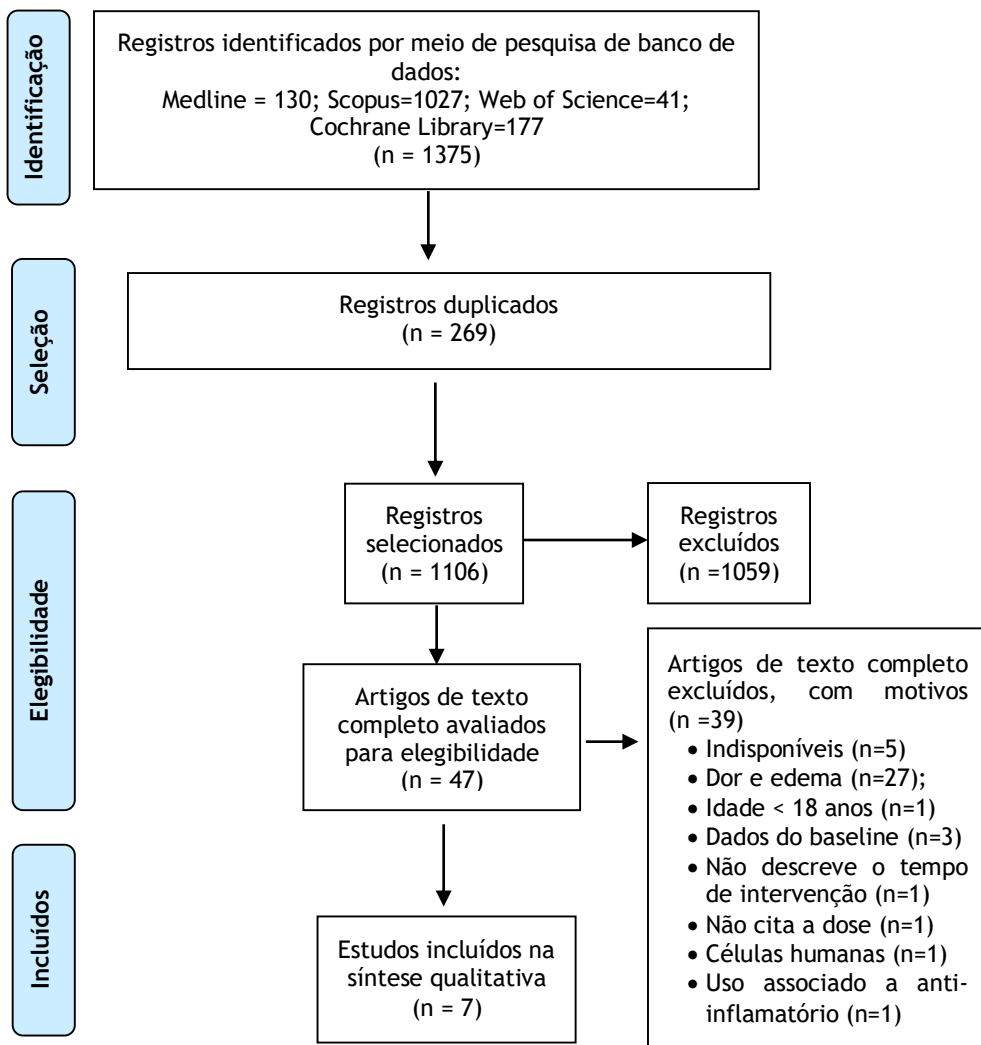 Identificação
Registros identificados por meio de pesquisa de banco de
dados:
Medline = 130; Scopus=1027; Web of Science=41;
Cochrane Library=177
(n = 1375)
Seleção
Registros duplicados
(n = 269)
Elegibilidade
Registros
selecionados
(n = 1106)
Registros
excluídos
(n =1059)
Artigos de texto
completo avaliados
para elegibilidade
(n = 47)
Artigos de texto completo
excluídos, com motivos
(n =39)
• Indisponíveis (n=5)
• Dor e edema (n=27);
• Idade < 18 anos (n=1)
• Dados do baseline (n=3)
• Não descreve o tempo
de intervenção (n=1)
• Não cita a dose (n=1)
• Células humanas (n=1)
• Uso associado a anti-
inflamatório (n=1)
Incluídos
Estudos incluídos na
síntese qualitativa
(n = 7)